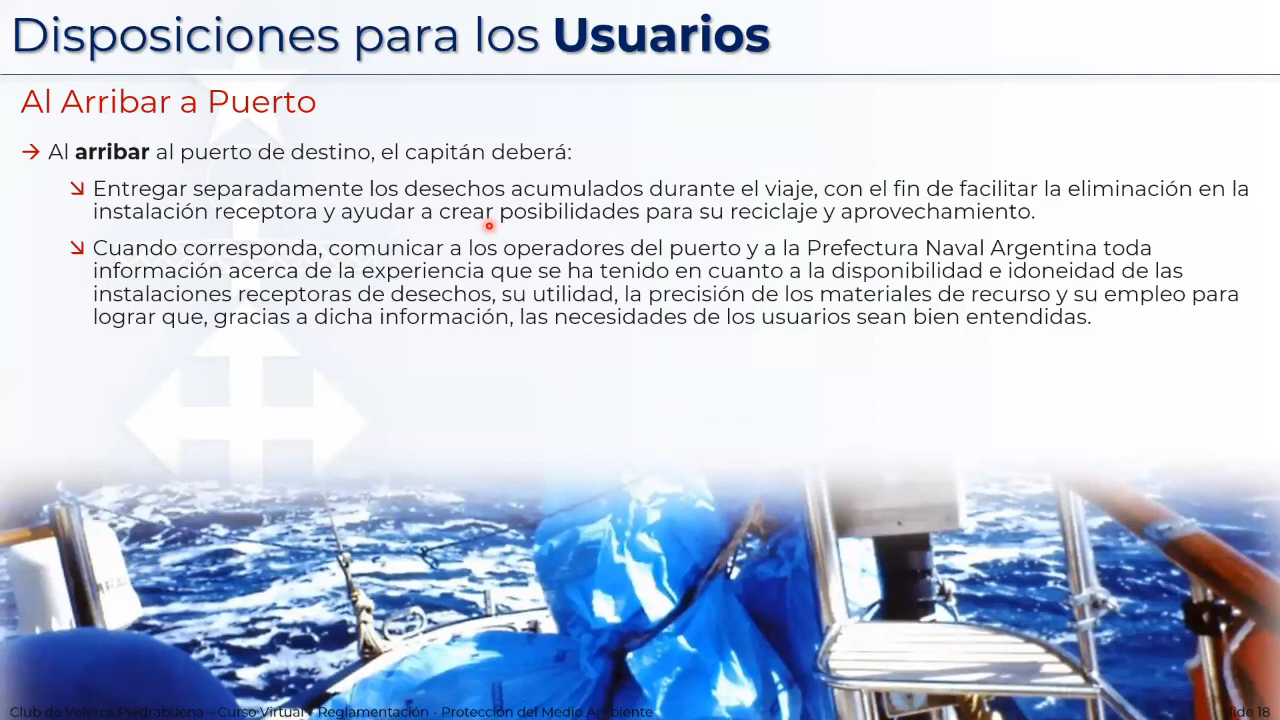 Disposiciones para los Usuarios
Al Arribar a Puerto
→ Al arribar al puerto de destino, el capitán deberá:
↘ Entregar separadamente los desechos acumulados durante el viaje, con el fin de facilitar la eliminación en la
instalación receptora y ayudar a crear posibilidades para su reciclaje y aprovechamiento.
↘ Cuando corresponda, comunicar a los operadores del puerto y a la Prefectura Naval Argentina toda
información acerca de la experiencia que se ha tenido en cuanto a la disponibilidad e idoneidad de las
instalaciones receptoras de desechos, su utilidad, la precisión de los materiales de recurso y su empleo para
lograr que, gracias a dicha información, las necesidades de los usuarios sean bien entendidas.
Club de Veleros Piedrabuena – Curso Virtual - Reglamentación - Protección del Medio Ambiente
Slide 18